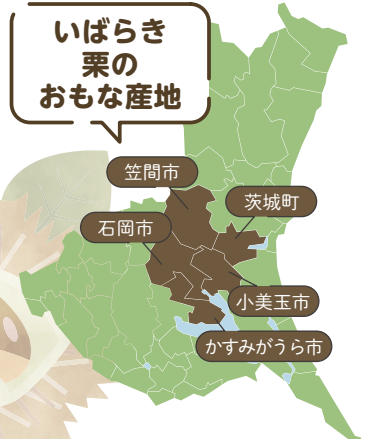 いばらき
栗の
おもな産地
笠間市
茨城町
石岡市
小美玉市
かすみがうら市